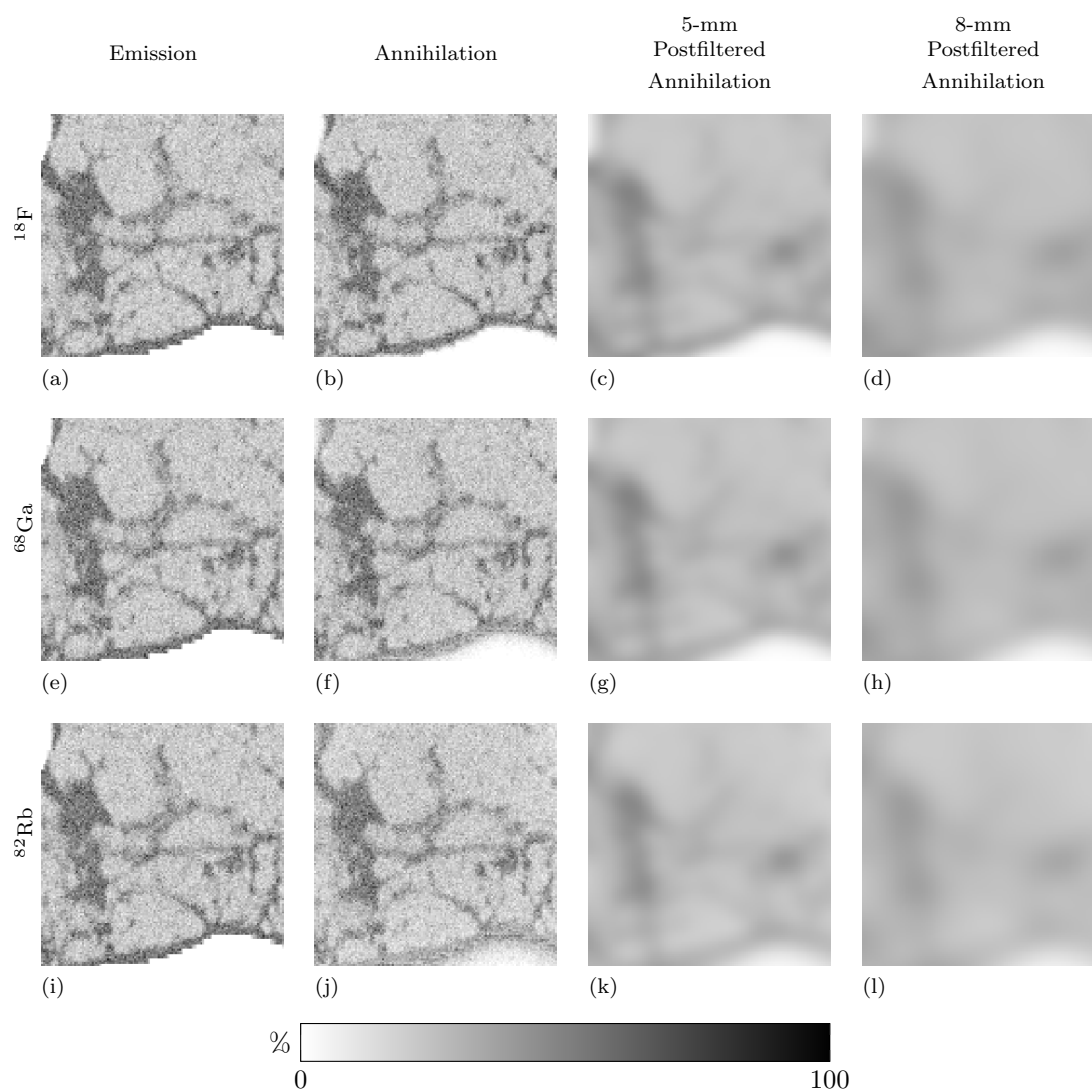 5-mm
8-mm
Emission
Annihilation
Postfiltered
Postfiltered
Annihilation
Annihilation
¹⁸F
(a)
(b)
(c)
(d)
⁶⁸Ga
(e)
(f)
(g)
(h)
⁸²Rb
(i)
(j)
(k)
(l)
%
0
100